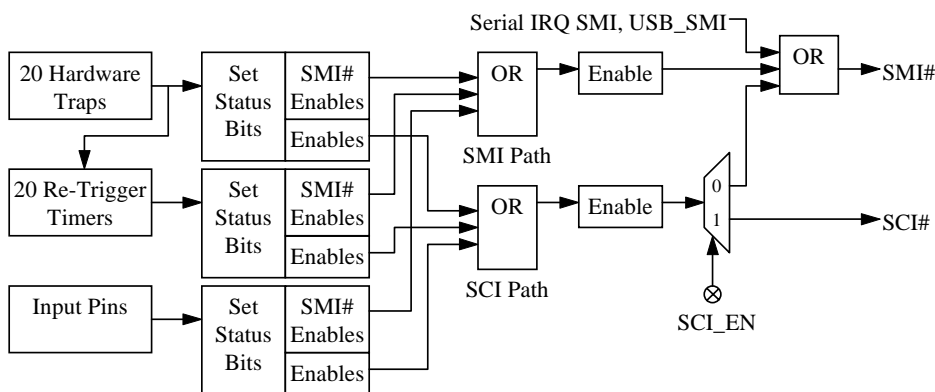 Serial IRQ SMI, USB_SMI
20 Hardware
Traps
Set
Status
Bits
SMI#
Enables
Enables
OR
SMI Path
Enable
OR
SMI#
20 Re-Trigger
Timers
Set
Status
Bits
SMI#
Enables
Enables
OR
SCI Path
Enable
0
1
SCI#
SCI_EN
Input Pins
Set
Status
Bits
SMI#
Enables
Enables